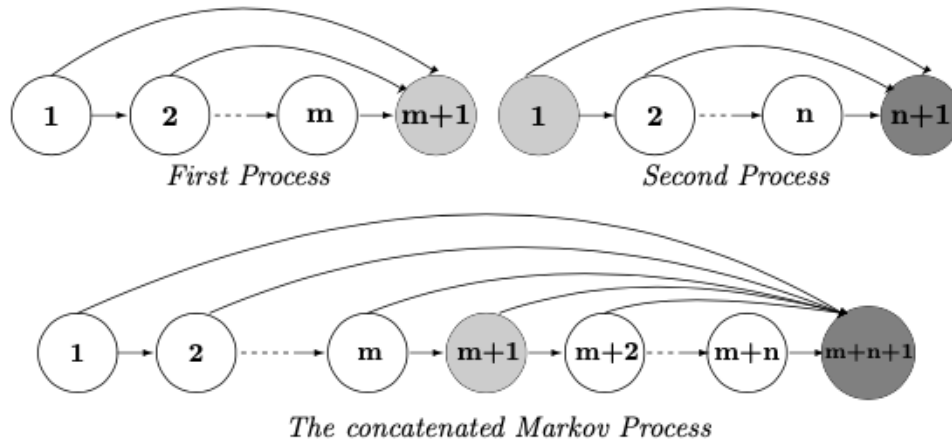 1 2 m m+1 1 2 n n+1
First Process Second Process
1 2 m m+1 m+2 m+n m+n+1
The concatenated Markov Process